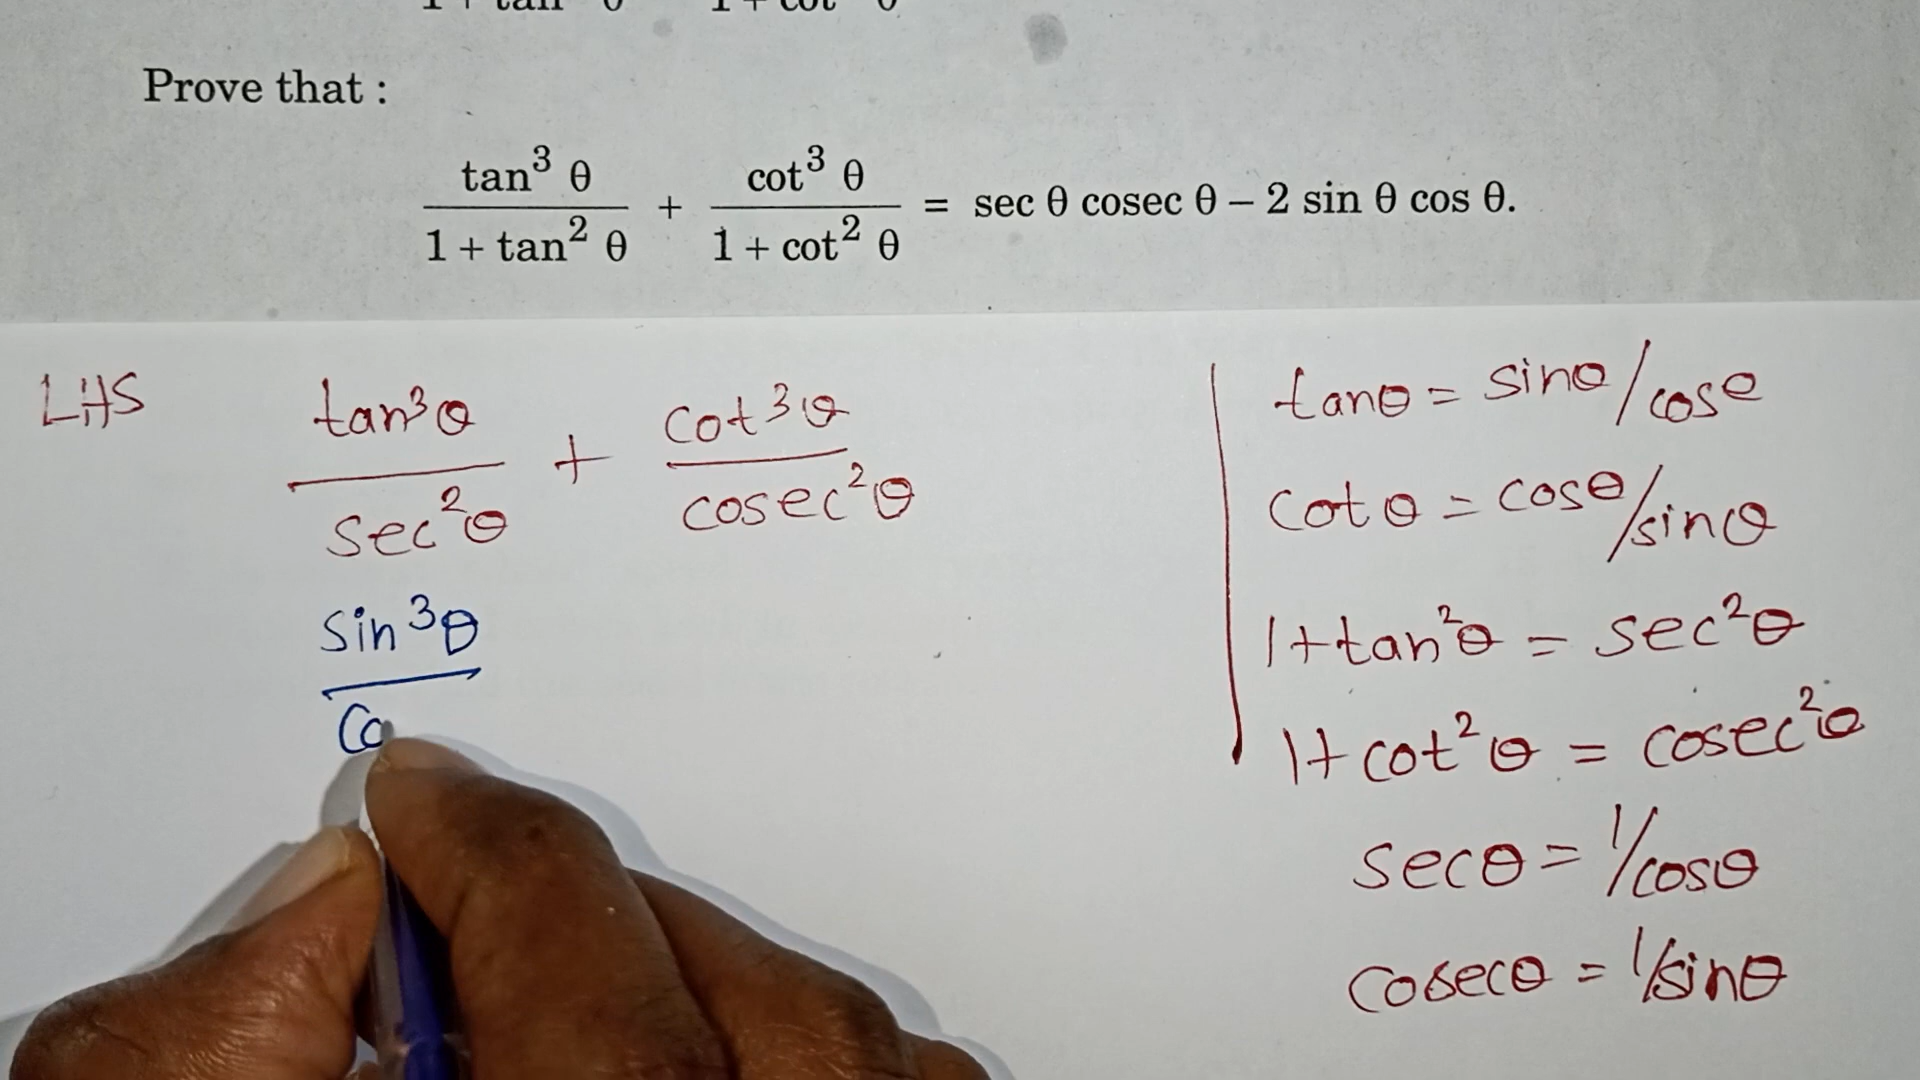 Prove that :
tan³ θ / 1 + tan² θ + cot³ θ / 1 + cot² θ = sec θ cosec θ – 2 sin θ cos θ.
LHS tan³θ / sec²θ + cot³θ / cosec²θ
sin³θ
tanθ = sinθ/cosθ
cotθ = cosθ/sinθ
1+tan²θ = sec²θ
1+cot²θ = cosec²θ
secθ = 1/cosθ
cosecθ = 1/sinθ